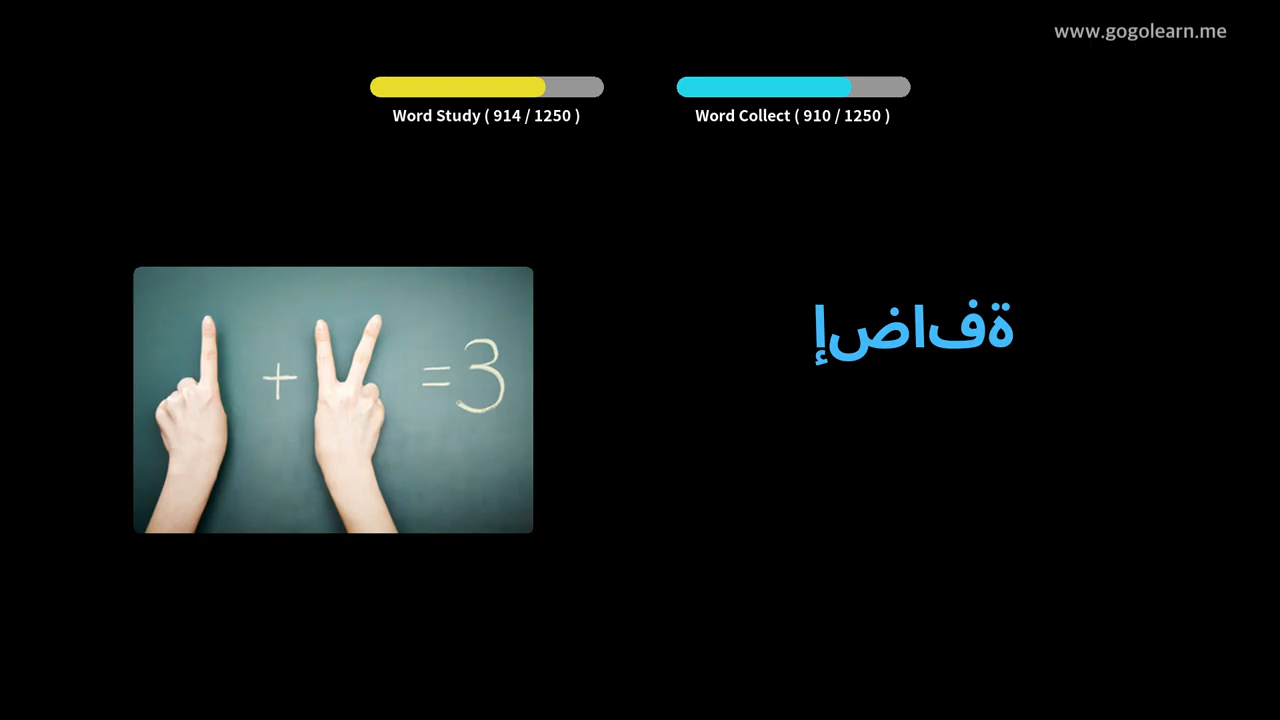 www.gogolearn.me
Word Study ( 914 / 1250 )
Word Collect ( 910 / 1250 )
ةفاضإ
+ = 3